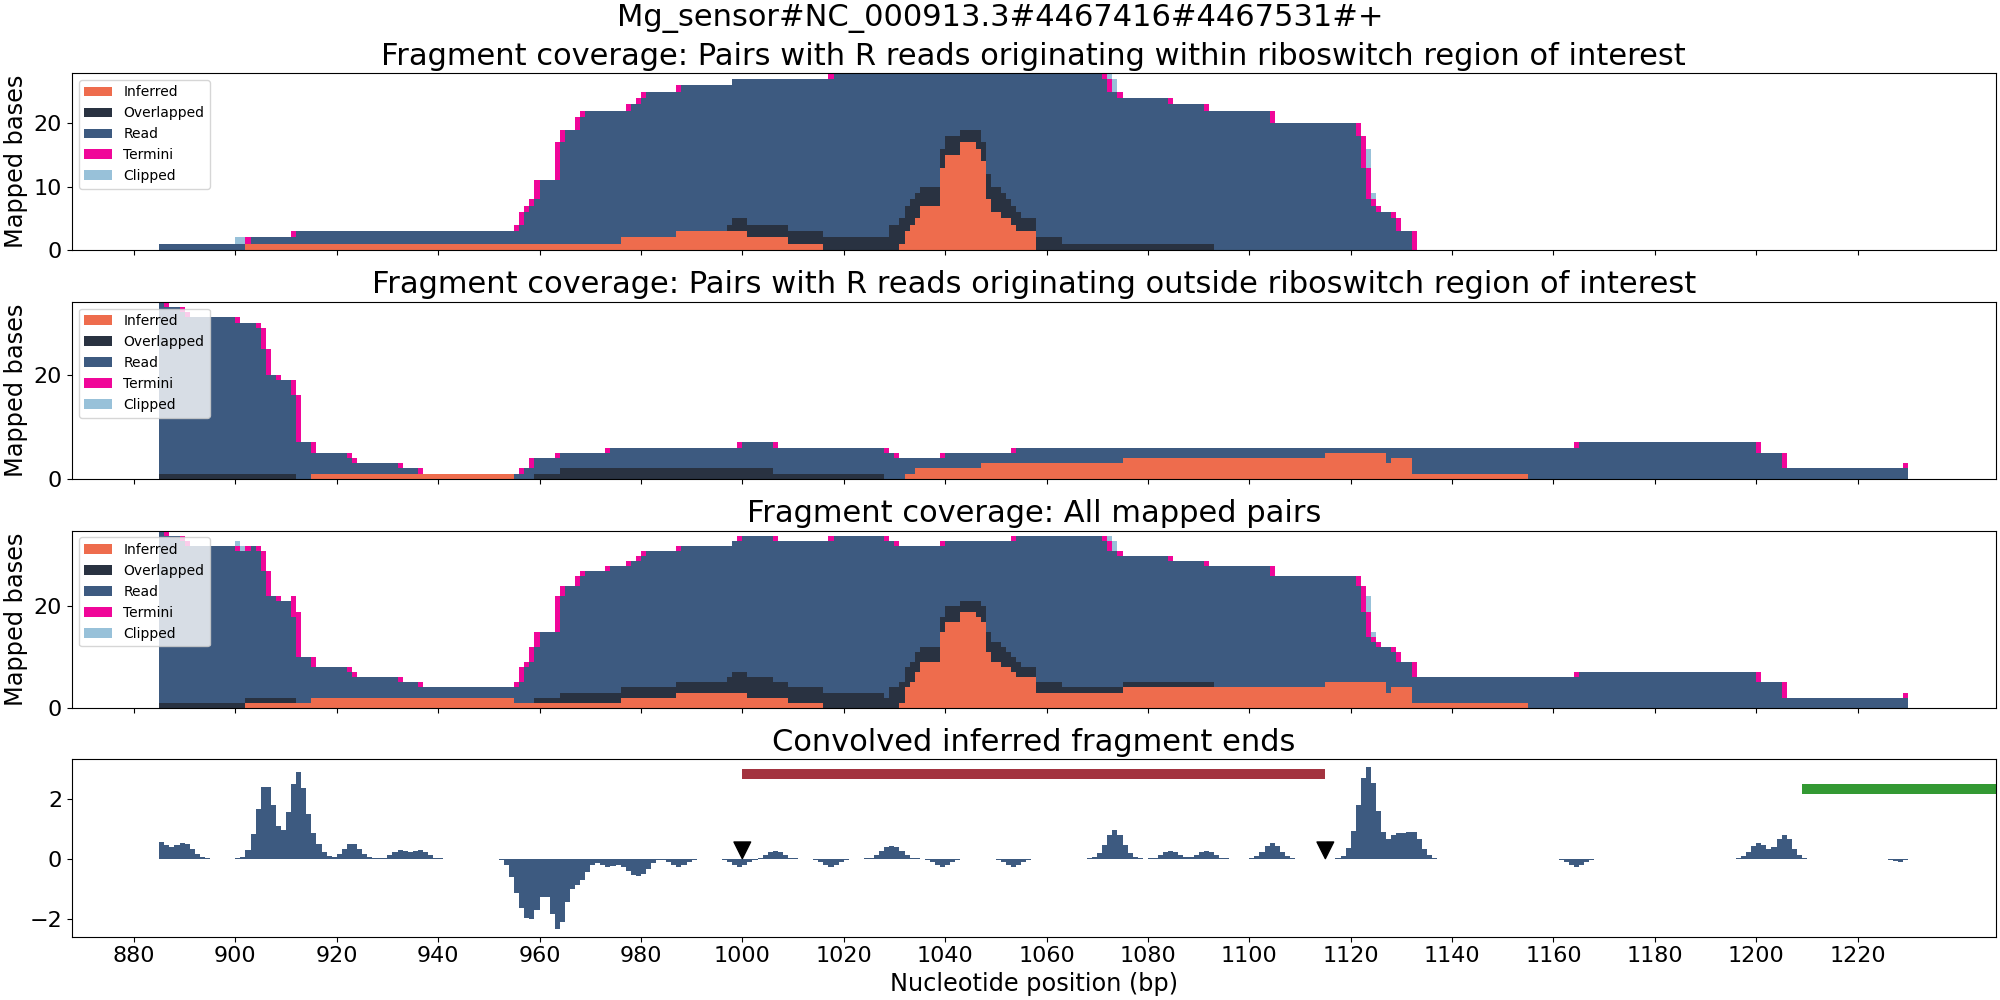 Mg_sensor#NC_000913.3#4467416#4467531#+
Fragment coverage: Pairs with R reads originating within riboswitch region of interest
Mapped bases
20
10
0
Inferred
Overlapped
Read
Termini
Clipped
Fragment coverage: Pairs with R reads originating outside riboswitch region of interest
Mapped bases
20
0
Inferred
Overlapped
Read
Termini
Clipped
Fragment coverage: All mapped pairs
Mapped bases
20
0
Inferred
Overlapped
Read
Termini
Clipped
Convolved inferred fragment ends
2
0
−2
880 900 920 940 960 980 1000 1020 1040 1060 1080 1100 1120 1140 1160 1180 1200 1220
Nucleotide position (bp)